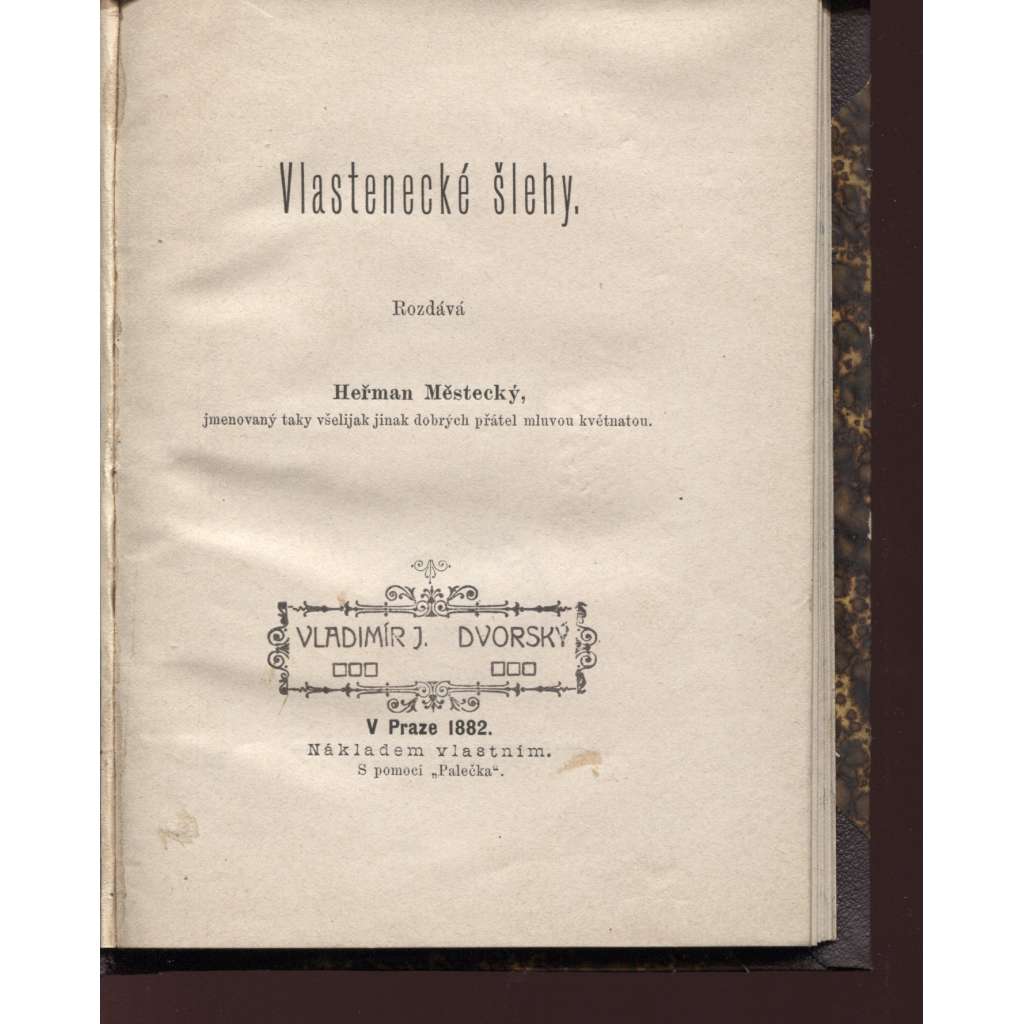 Vlastenecké šlehy.
Rozdává
Heřman Městecký,
jmenovaný taky všelijak jinak dobrých přátel mluvou květnatou.
VLADIMÍR J. DVORSKÝ
V Praze 1882.
Nákladem vlastním.
S pomocí „Palečka“.